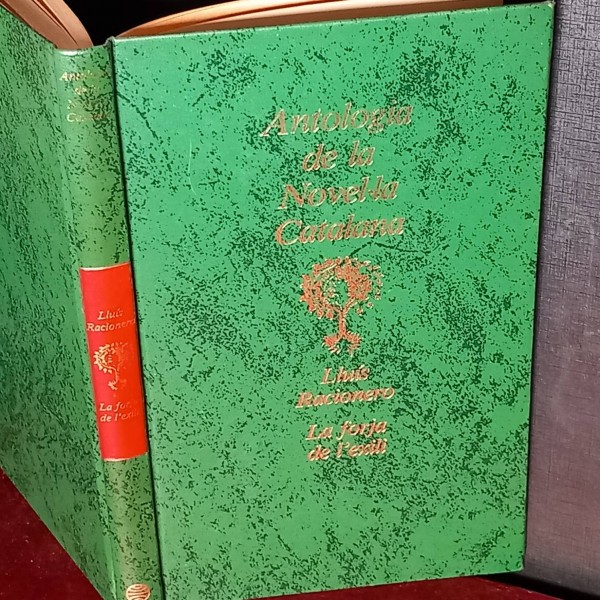 Antologia
de la
Novel·la
Catalana
Lluís
Racionero
La forja
de l'exili
Lluís
Racionero
La forja
de l'exili